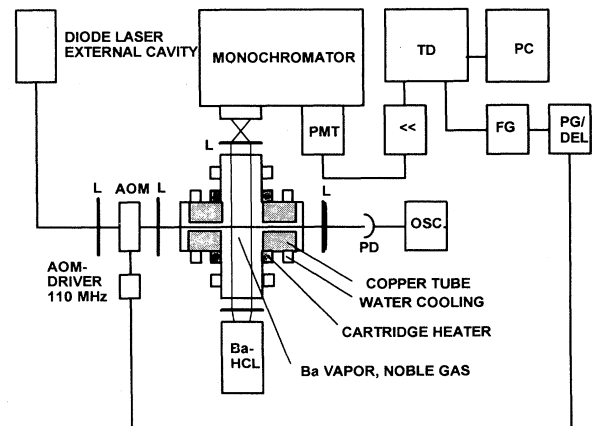 DIODE LASER
EXTERNAL CAVITY
MONOCHROMATOR
TD
PC
PMT
<<
FG
PG/
DEL
L
L
AOM
L
L
PD
OSC.
AOM-
DRIVER
110 MHz
COPPER TUBE
WATER COOLING
CARTRIDGE HEATER
Ba-
HCL
Ba VAPOR, NOBLE GAS